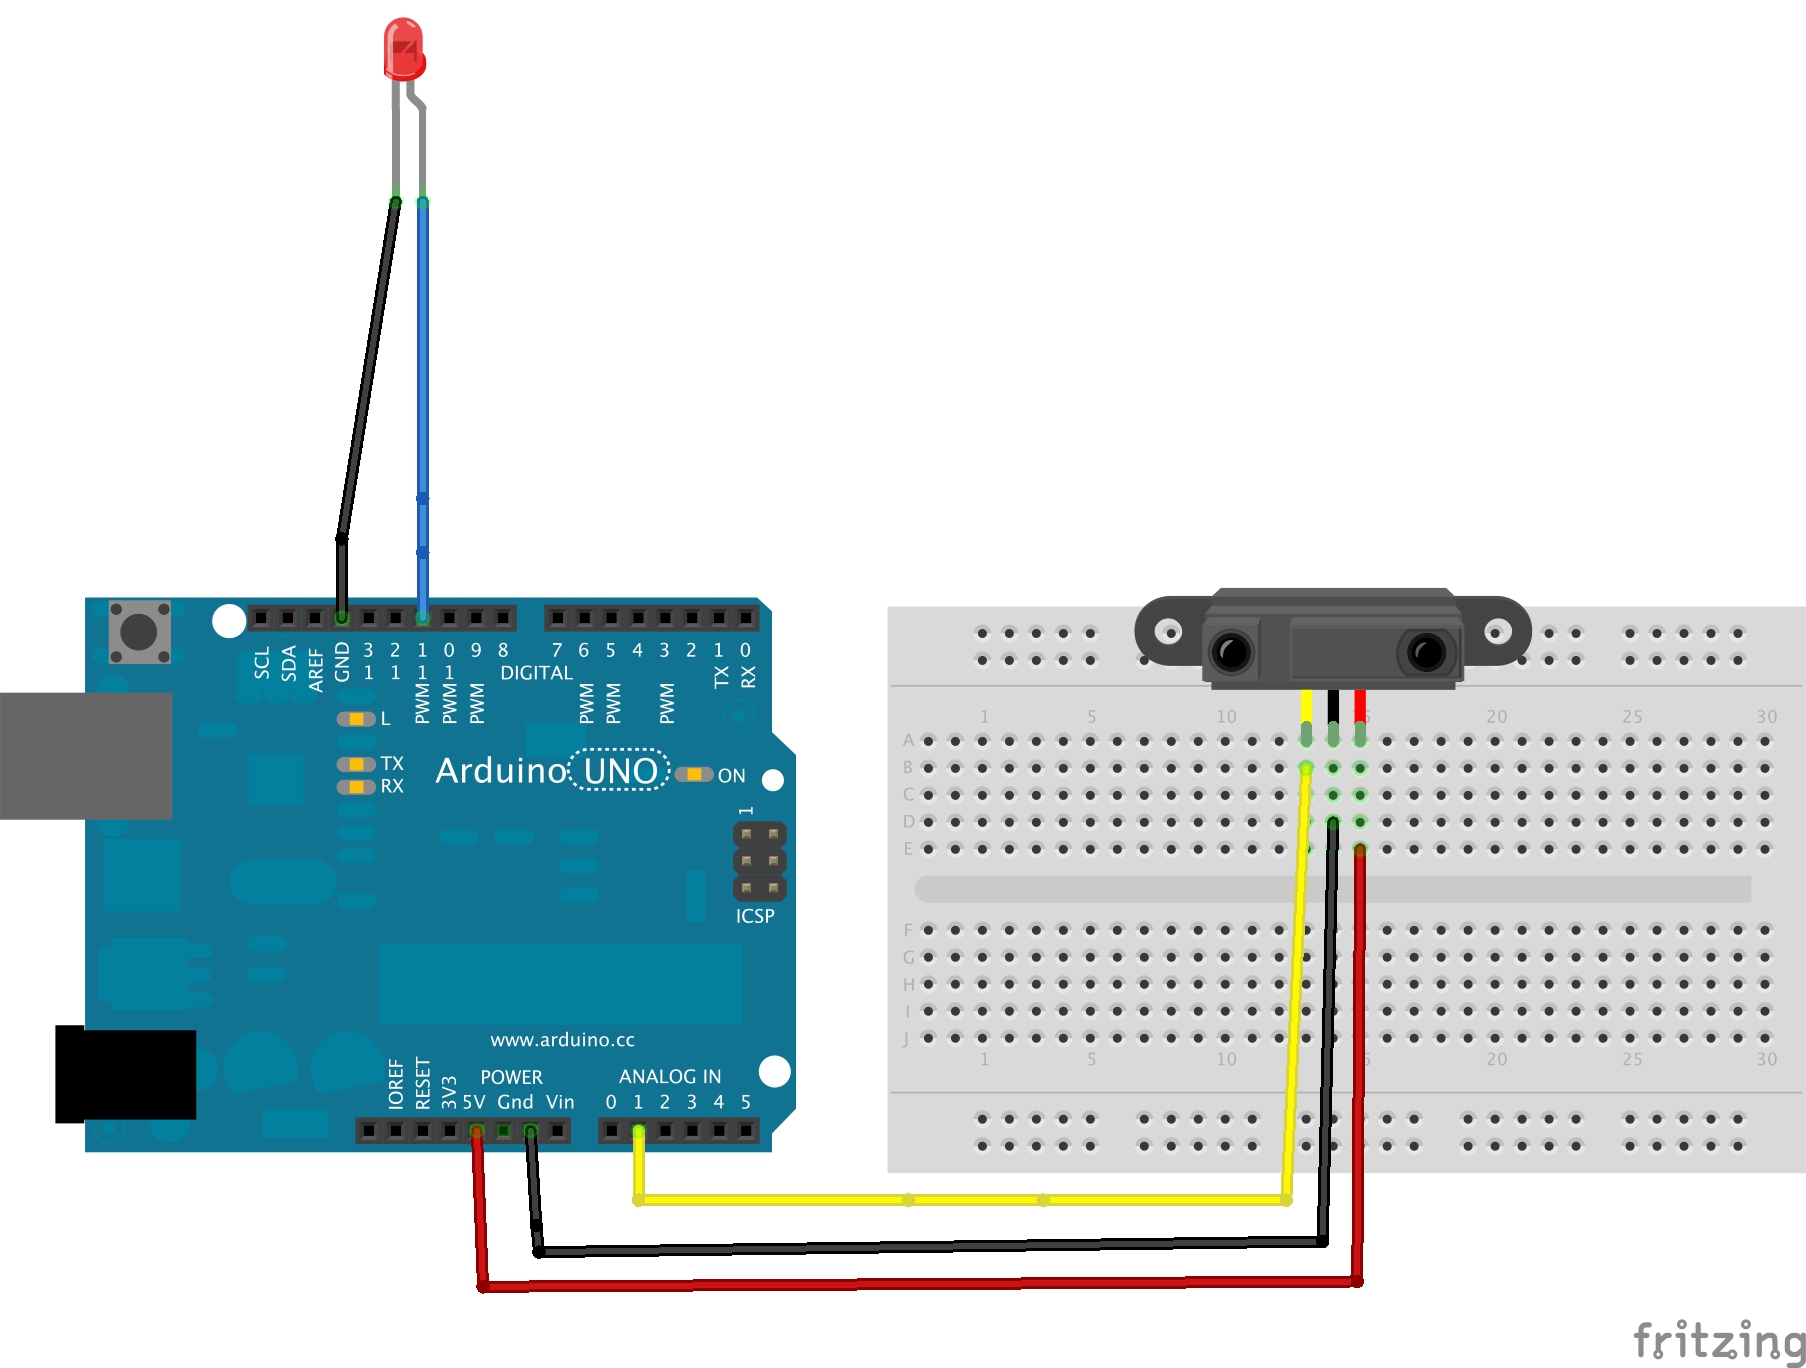 SCL
SDA
AREF
GND
13
12
11
10
9
8
7
6
5
4
3
2
1
0
PWM
PWM
PWM
DIGITAL
PWM
PWM
PWM
TX
RX
L
TX
RX
Arduino UNO
ON
1
ICSP
www.arduino.cc
POWER
ANALOG IN
IOREF
RESET
3V3
5V Gnd Vin
0 1 2 3 4 5
1 5 10 15 20 25 30
A
B
C
D
E
F
G
H
I
J
1 5 10 15 20 25 30
fritzing